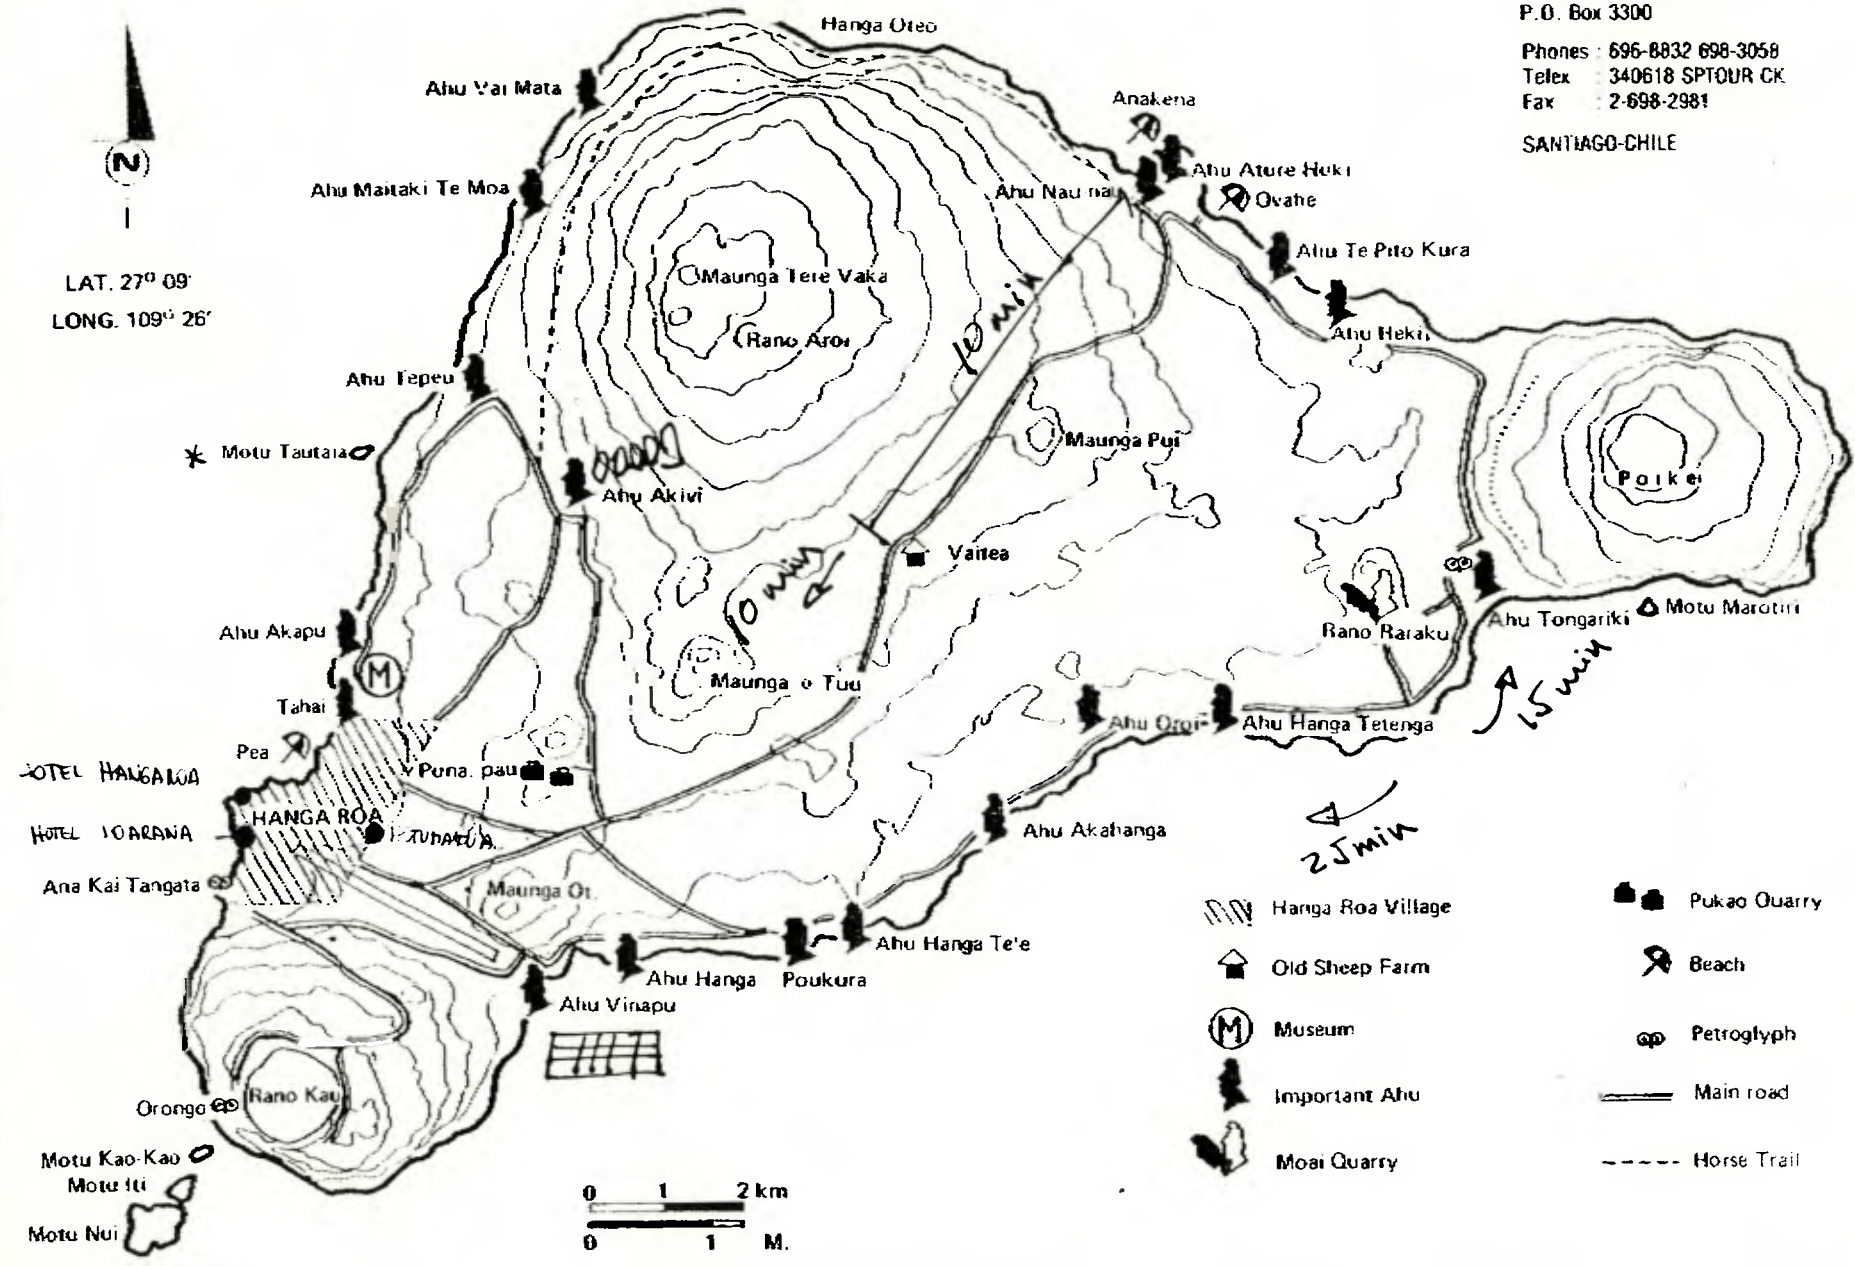 P.O. Box 3300
Phones : 696-8832 698-3058
Telex : 340618 SPTOUR CK
Fax : 2-698-2981
SANTIAGO-CHILE
N
LAT. 27º 09'
LONG. 109º 26'
Hanga Oteo
Ahu Vai Mata
Anakena
Ahu Maitaki Te Moa
Ahu Ature Huki
Ahu Nau na
Ovahe
Ahu Te Pito Kura
Maunga Tere Vaka
Rano Aroi
10 min
Ahu Heki
Ahu Tepeu
Motu Tautara
Maunga Pui
Ahu Akivi
Poike
Vaitea
10 min
Ahu Akapu
Rano Raraku
Ahu Tongariki
Motu Marotiri
M
Maunga o Tuu
15 min
Tahai
Ahu Oroi
Ahu Hanga Tetenga
Pea
Puna pau
HOTEL HANGAROA
HANGA ROA
HOTEL IOARANA
Ahu Akahanga
25 min
Ana Kai Tangata
Maunga Ot.
Ahu Hanga Te'e
Ahu Hanga
Poukura
Ahu Vinapu
Orongo
Rano Kau
Motu Kao-Kao
Motu Iti
Motu Nui
0 1 2 km
0 1 M.
Hanga Roa Village
Old Sheep Farm
M Museum
Important Ahu
Moai Quarry
Pukao Quarry
Beach
Petroglyph
Main road
Horse Trail